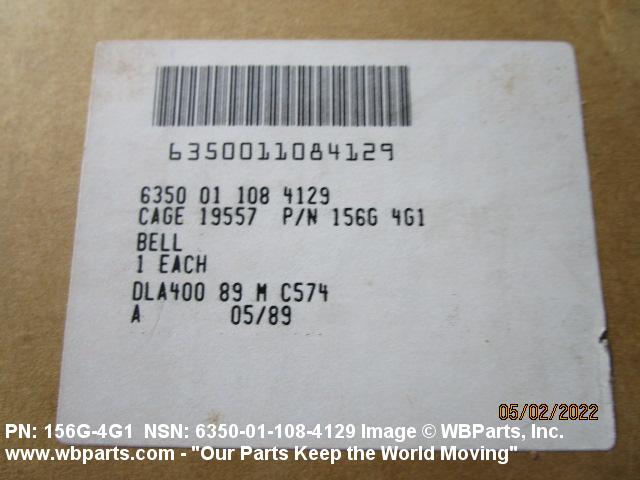 6350011084129
6350 01 108 4129
CAGE 19557 P/N 156G 4G1
BELL
1 EACH
DLA400 89 M C574
A 05/89
05/02/2022
PN: 156G-4G1 NSN: 6350-01-108-4129 Image © WBParts, Inc.
www.wbparts.com - "Our Parts Keep the World Moving"